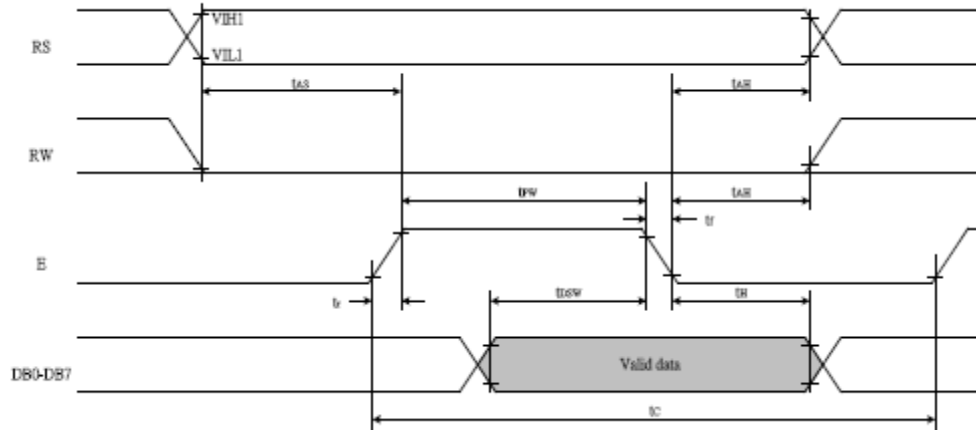 VIH1
RS
VIL1
tAS
tAH
RW
tPW
tAH
tf
E
tr
tDSW
tH
DB0-DB7
Valid data
tC